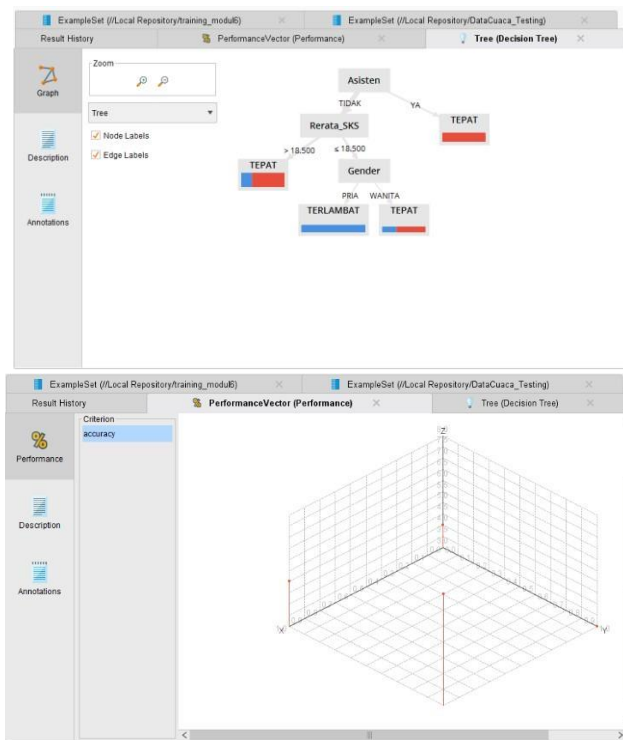 ExampleSet (//Local Repository/training_modul6)
ExampleSet (//Local Repository/DataCuaca_Testing)
Result History
PerformanceVector (Performance)
Tree (Decision Tree)
Graph
Description
Annotations
Zoom
Tree
Node Labels
Edge Labels
Asisten
TIDAK
YA
Rerata_SKS
TEPAT
> 18.500
≤ 18.500
TEPAT
Gender
PRIA
WANITA
TERLAMBAT
TEPAT
ExampleSet (//Local Repository/training_modul6)
ExampleSet (//Local Repository/DataCuaca_Testing)
Result History
PerformanceVector (Performance)
Tree (Decision Tree)
%
Performance
Description
Annotations
Criterion
accuracy
Z
X
Y